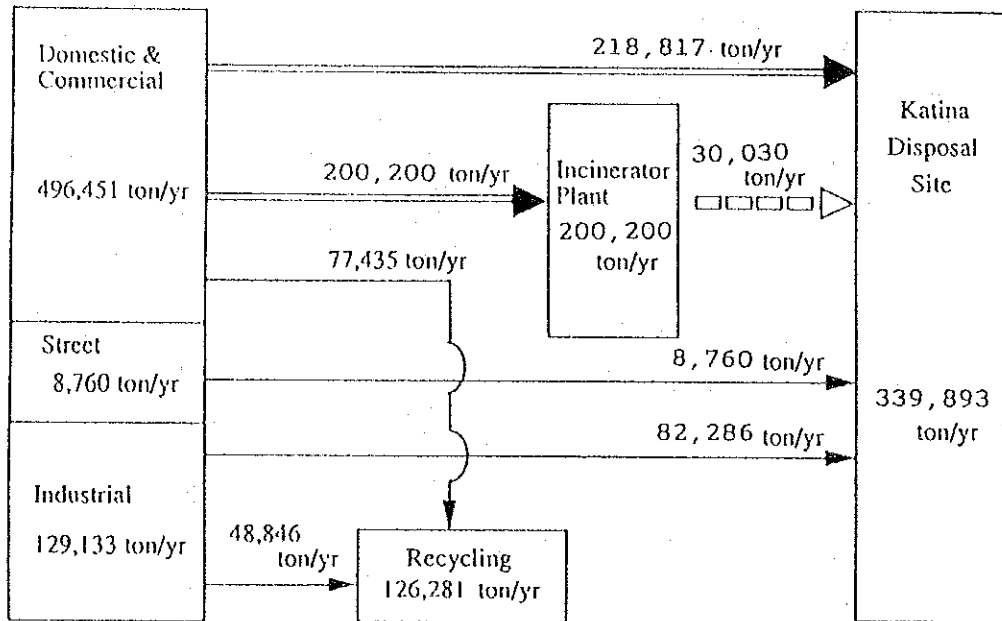 Domestic &
Commercial
496,451 ton/yr
Street
8,760 ton/yr
Industrial
129,133 ton/yr
218,817 ton/yr
200,200 ton/yr
Incinerator
Plant
200,200
ton/yr
30,030
ton/yr
77,435 ton/yr
8,760 ton/yr
82,286 ton/yr
48,846
ton/yr
Recycling
126,281 ton/yr
Katina
Disposal
Site
339,893
ton/yr